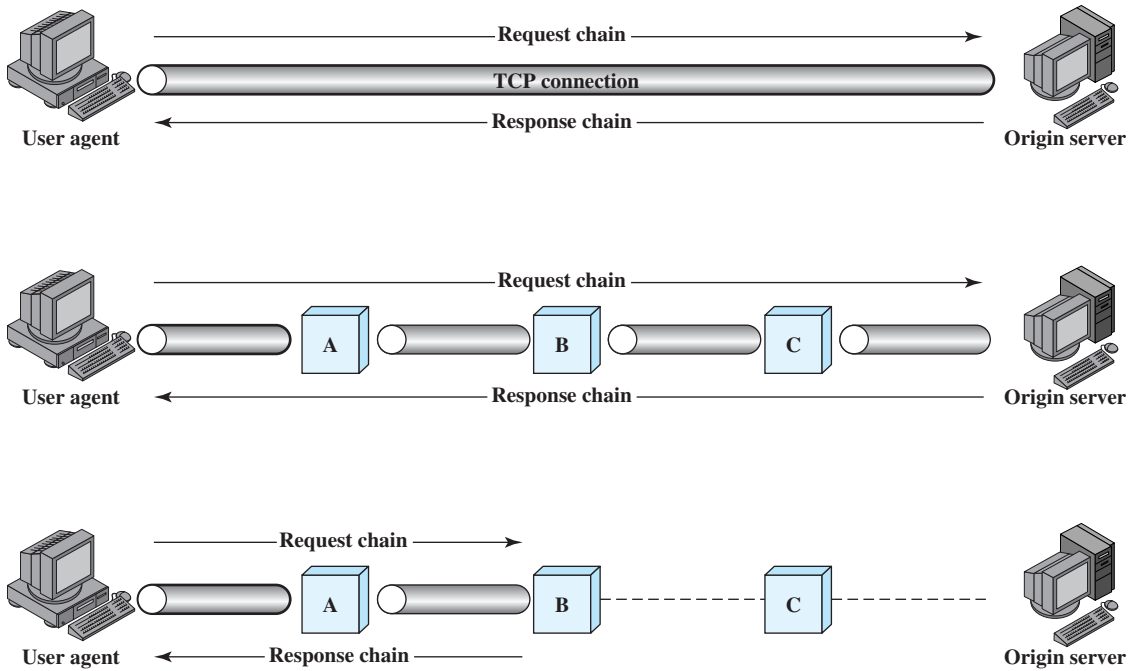 Request chain
TCP connection
Response chain
User agent
Origin server
Request chain
A
B
C
User agent
Response chain
Origin server
Request chain
A
B
C
User agent
Response chain
Origin server